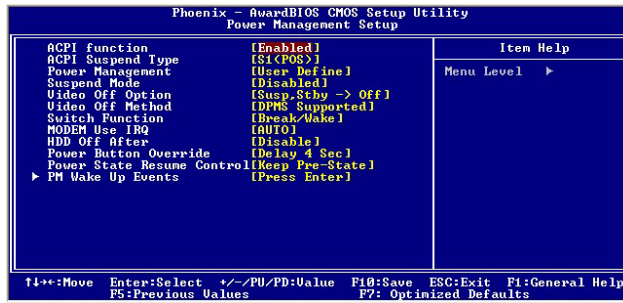 Phoenix - AwardBIOS CMOS Setup Utility
Power Management Setup
ACPI function [Enabled]
ACPI Suspend Type [S1(POS)]
Power Management [User Define]
Suspend Mode [Disabled]
Video Off Option [Susp,Stby -> Off]
Video Off Method [DPMS Supported]
Switch Function [Break/Wake]
MODEM Use IRQ [AUTO]
HDD Off After [Disable]
Power Button Override [Delay 4 Sec]
Power State Resume Control[Keep Pre-State]
► PM Wake Up Events [Press Enter]
Item Help
Menu Level ►
↑↓→←:Move Enter:Select +/-/PU/PD:Value F10:Save ESC:Exit F1:General Help
F5:Previous Values F7: Optimized Defaults